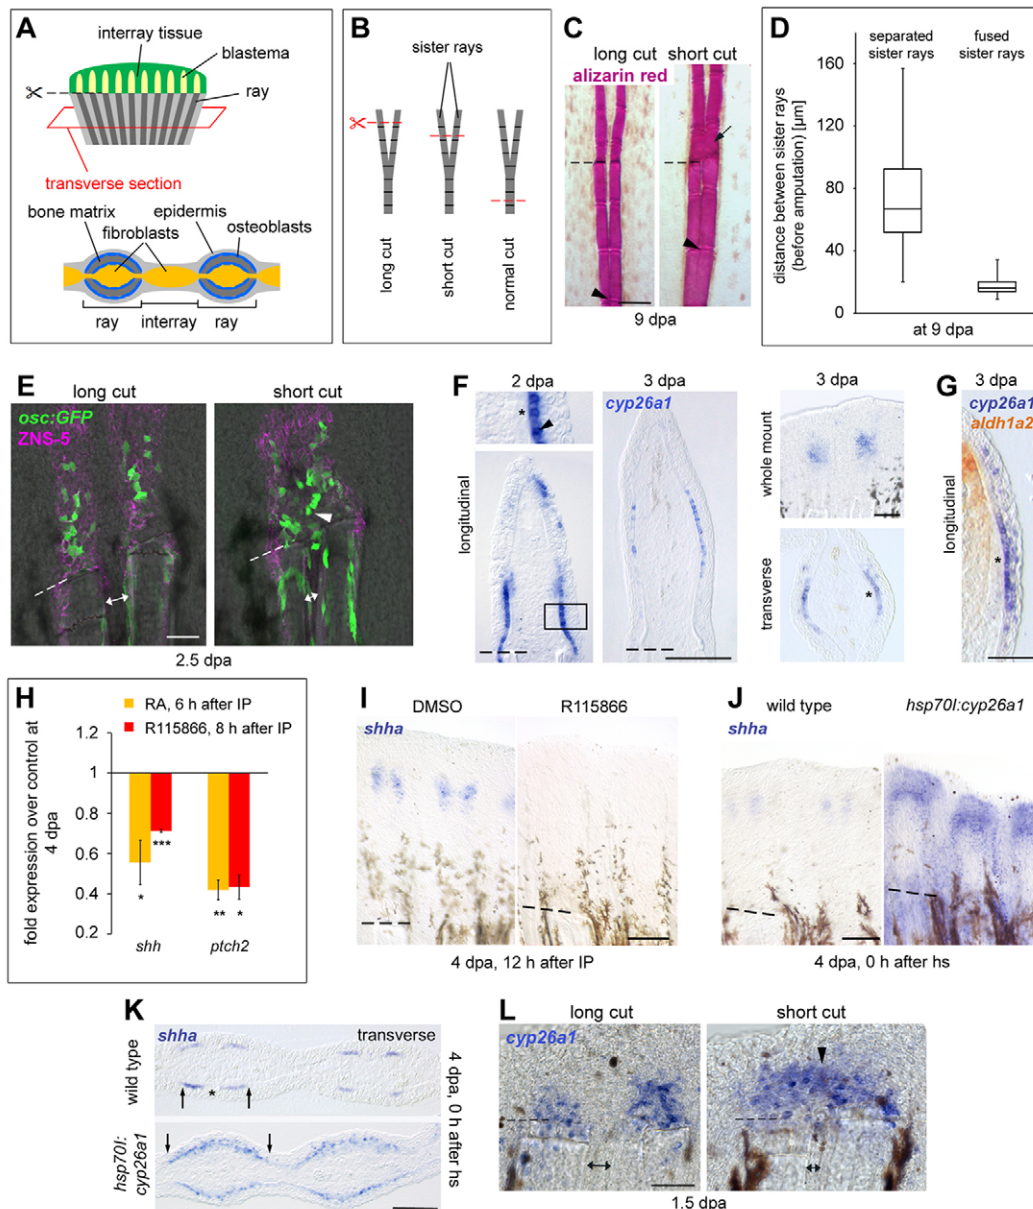 A
interray tissue
blastema
ray
transverse section
bone matrix
epidermis
fibroblasts
osteoblasts
ray
interray
ray
B
sister rays
long cut
short cut
normal cut
C
long cut
short cut
alizarin red
9 dpa
D
separated sister rays
fused sister rays
distance between sister rays (before amputation) [µm]
160
120
80
40
0
at 9 dpa
E
long cut
short cut
osc:GFP
ZNS-5
2.5 dpa
F
2 dpa
3 dpa
3 dpa
cyp26a1
*
longitudinal
whole mount
transverse
*
G
3 dpa
cyp26a1
aldh1a2
longitudinal
*
H
RA, 6 h after IP
R115866, 8 h after IP
fold expression over control at 4 dpa
1.2
1
0.8
0.6
0.4
0.2
*
***
**
*
shh
ptch2
I
DMSO
R115866
shha
4 dpa, 12 h after IP
J
wild type
hsp70l:cyp26a1
shha
4 dpa, 0 h after hs
K
shha
transverse
wild type
*
hsp70l:
cyp26a1
4 dpa, 0 h after hs
L
long cut
short cut
cyp26a1
1.5 dpa